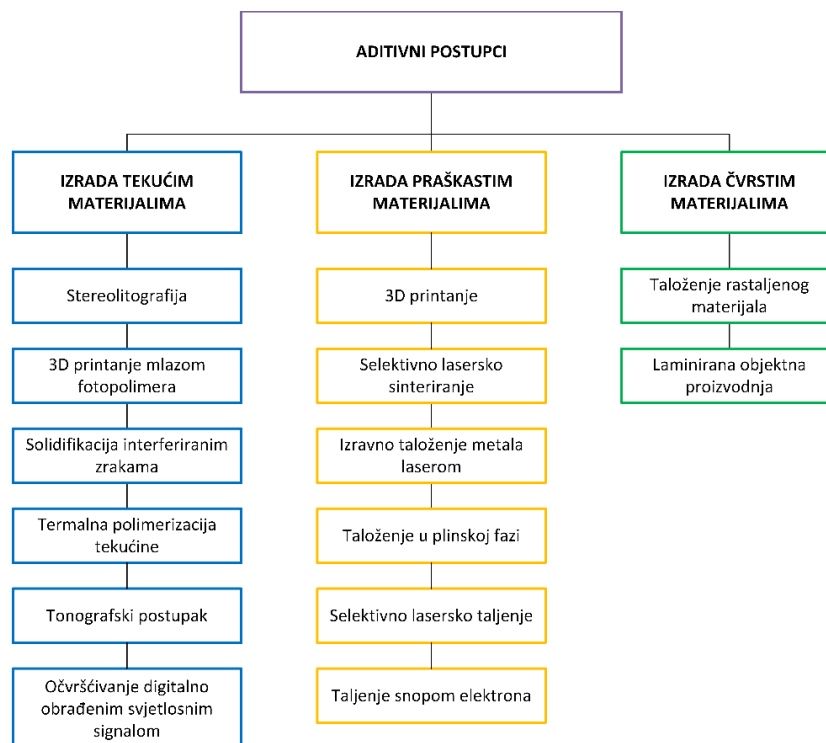 ADITIVNI POSTUPCI
IZRADA TEKUĆIM
MATERIJALIMA
Stereolitografija
3D printanje mlazom
fotopolimera
Solidifikacija interferiranim
zrakama
Termalna polimerizacija
tekućine
Tonografski postupak
Očvršćivanje digitalno
obrađenim svjetlosnim
signalom
IZRADA PRAŠKASTIM
MATERIJALIMA
3D printanje
Selektivno lasersko
sinteriranje
Izravno taloženje metala
laserom
Taloženje u plinskoj fazi
Selektivno lasersko taljenje
Taljenje snopom elektrona
IZRADA ČVRSTIM
MATERIJALIMA
Taloženje rastaljenog
materijala
Laminirana objektna
proizvodnja